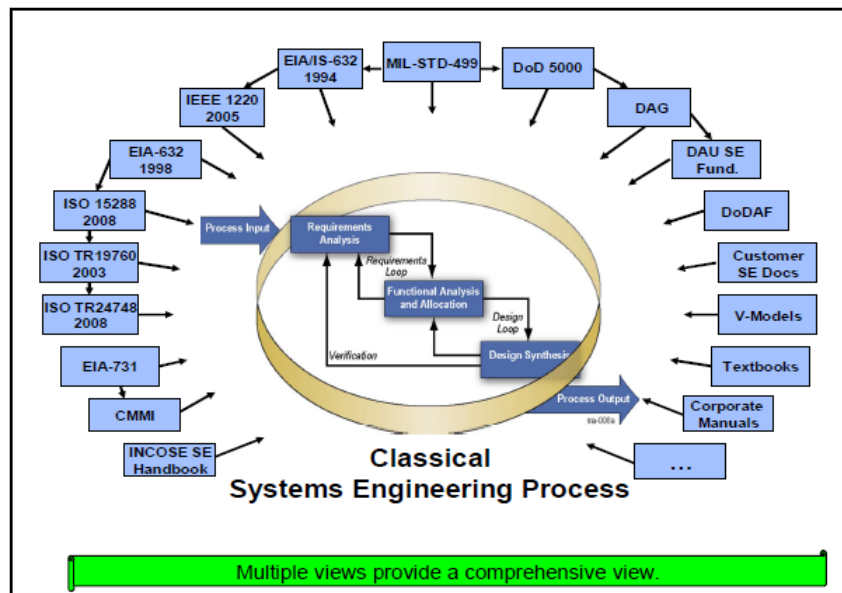 EIA/IS-632
1994
MIL-STD-499
DoD 5000
IEEE 1220
2005
DAG
EIA-632
1998
DAU SE
Fund.
ISO 15288
2008
DoDAF
ISO TR19760
2003
Customer
SE Docs
ISO TR24748
2008
V-Models
EIA-731
Textbooks
CMMI
Corporate
Manuals
INCOSE SE
Handbook
...
Process Input
Requirements
Analysis
Requirements
Loop
Functional Analysis
and Allocation
Design
Loop
Verification
Design Synthesis
Process Output
ma-006a
Classical
Systems Engineering Process
Multiple views provide a comprehensive view.